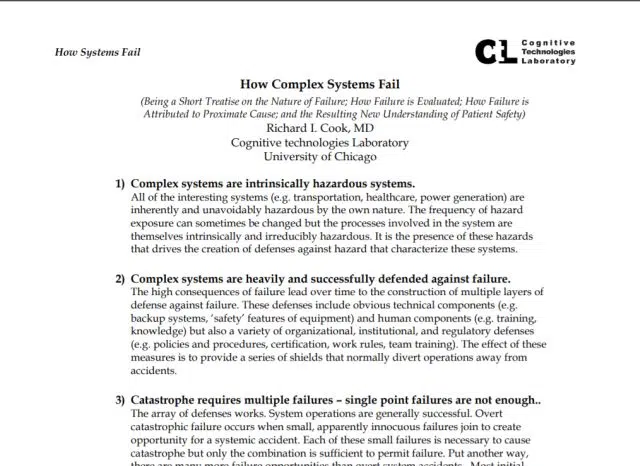 How Systems Fail
Cognitive
Technologies
Laboratory
CtL
How Complex Systems Fail
(Being a Short Treatise on the Nature of Failure; How Failure is Evaluated; How Failure is
Attributed to Proximate Cause; and the Resulting New Understanding of Patient Safety)
Richard I. Cook, MD
Cognitive technologies Laboratory
University of Chicago
1) Complex systems are intrinsically hazardous systems.
All of the interesting systems (e.g. transportation, healthcare, power generation) are
inherently and unavoidably hazardous by the own nature. The frequency of hazard
exposure can sometimes be changed but the processes involved in the system are
themselves intrinsically and irreducibly hazardous. It is the presence of these hazards
that drives the creation of defenses against hazard that characterize these systems.
2) Complex systems are heavily and successfully defended against failure.
The high consequences of failure lead over time to the construction of multiple layers of
defense against failure. These defenses include obvious technical components (e.g.
backup systems, ‘safety’ features of equipment) and human components (e.g. training,
knowledge) but also a variety of organizational, institutional, and regulatory defenses
(e.g. policies and procedures, certification, work rules, team training). The effect of these
measures is to provide a series of shields that normally divert operations away from
accidents.
3) Catastrophe requires multiple failures – single point failures are not enough..
The array of defenses works. System operations are generally successful. Overt
catastrophic failure occurs when small, apparently innocuous failures join to create
opportunity for a systemic accident. Each of these small failures is necessary to cause
catastrophe but only the combination is sufficient to permit failure. Put another way,
there are many more failure opportunities than overt system accidents. Most initial